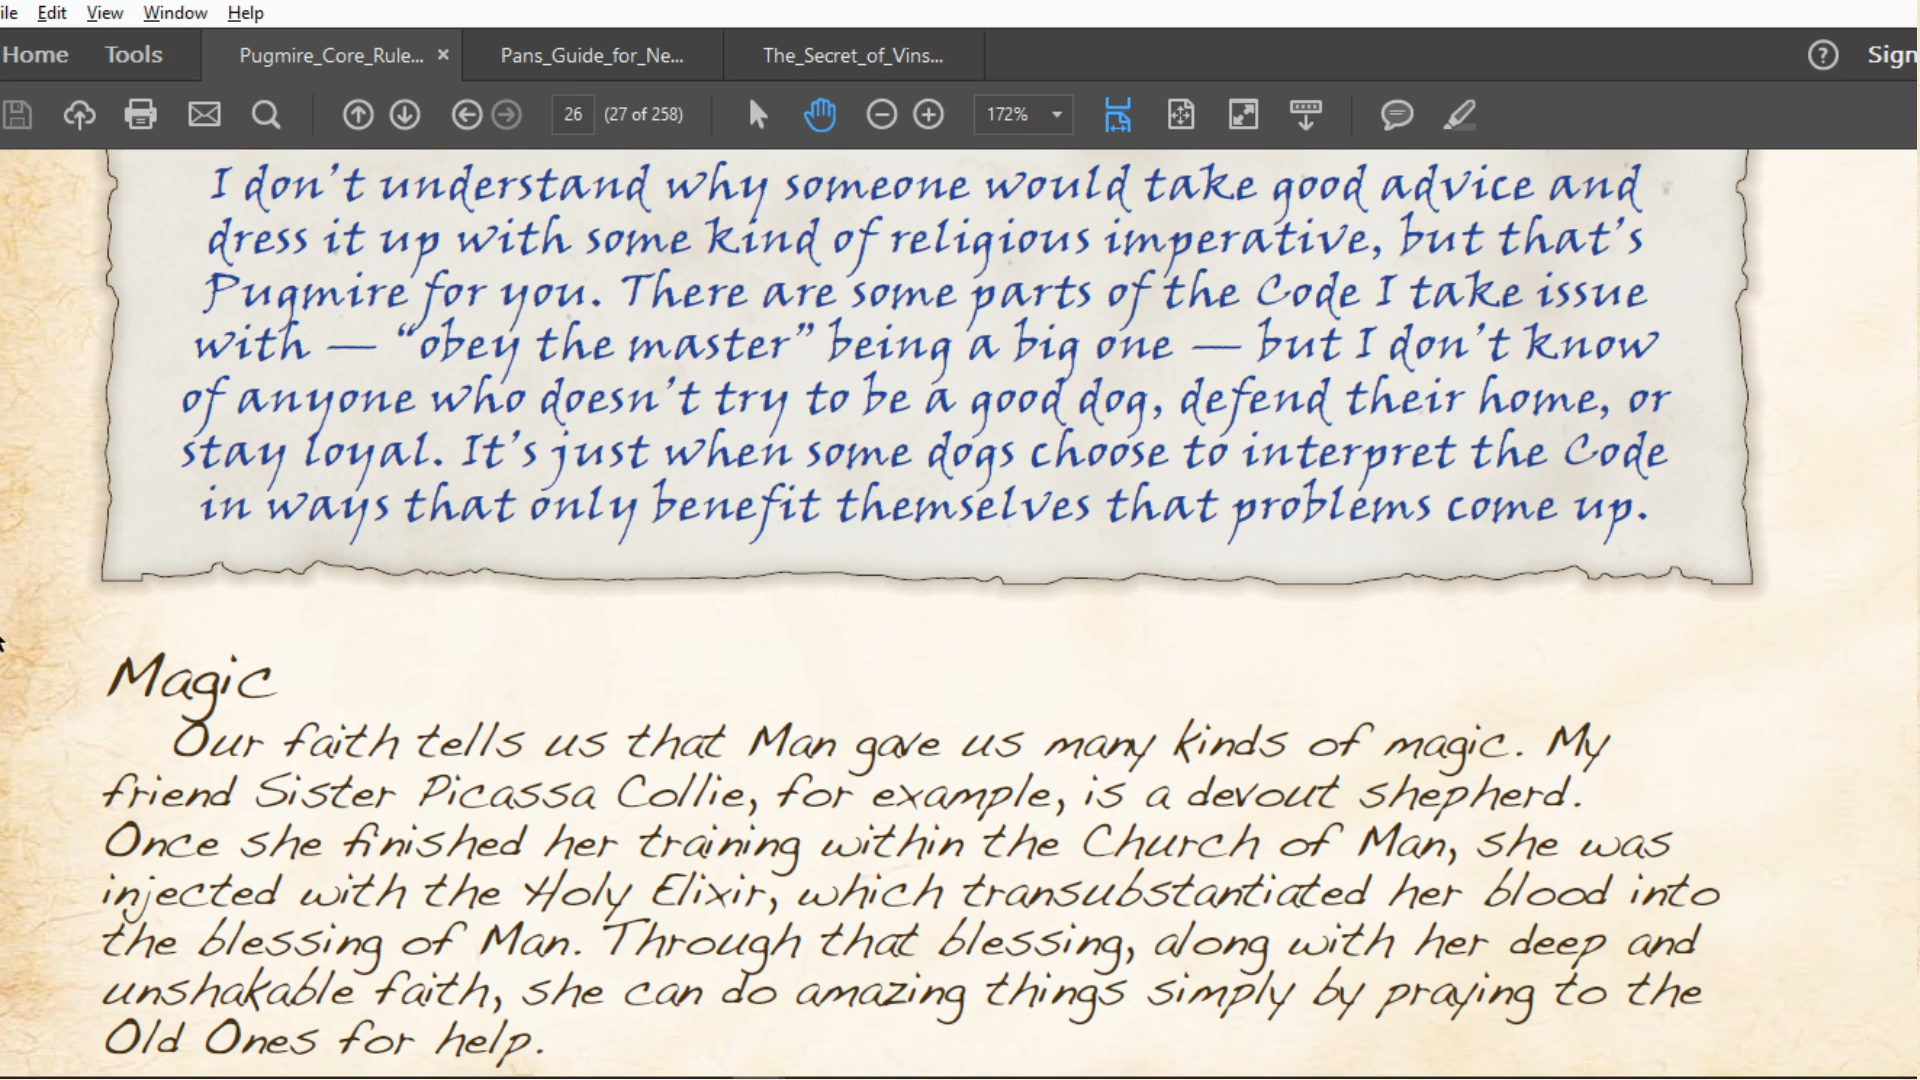 ile Edit View Window Help
Home Tools Pugmire_Core_Rule... × Pans_Guide_for_Ne... The_Secret_of_Vins... ? Sign
26 (27 of 258) 172%
I don't understand why someone would take good advice and
dress it up with some kind of religious imperative, but that's
Pugmire for you. There are some parts of the Code I take issue
with — “obey the master” being a big one — but I don't know
of anyone who doesn't try to be a good dog, defend their home, or
stay loyal. It's just when some dogs choose to interpret the Code
in ways that only benefit themselves that problems come up.
Magic
Our faith tells us that Man gave us many kinds of magic. My
friend Sister Picassa Collie, for example, is a devout shepherd.
Once she finished her training within the Church of Man, she was
injected with the Holy Elixir, which transubstantiated her blood into
the blessing of Man. Through that blessing, along with her deep and
unshakable faith, she can do amazing things simply by praying to the
Old Ones for help.